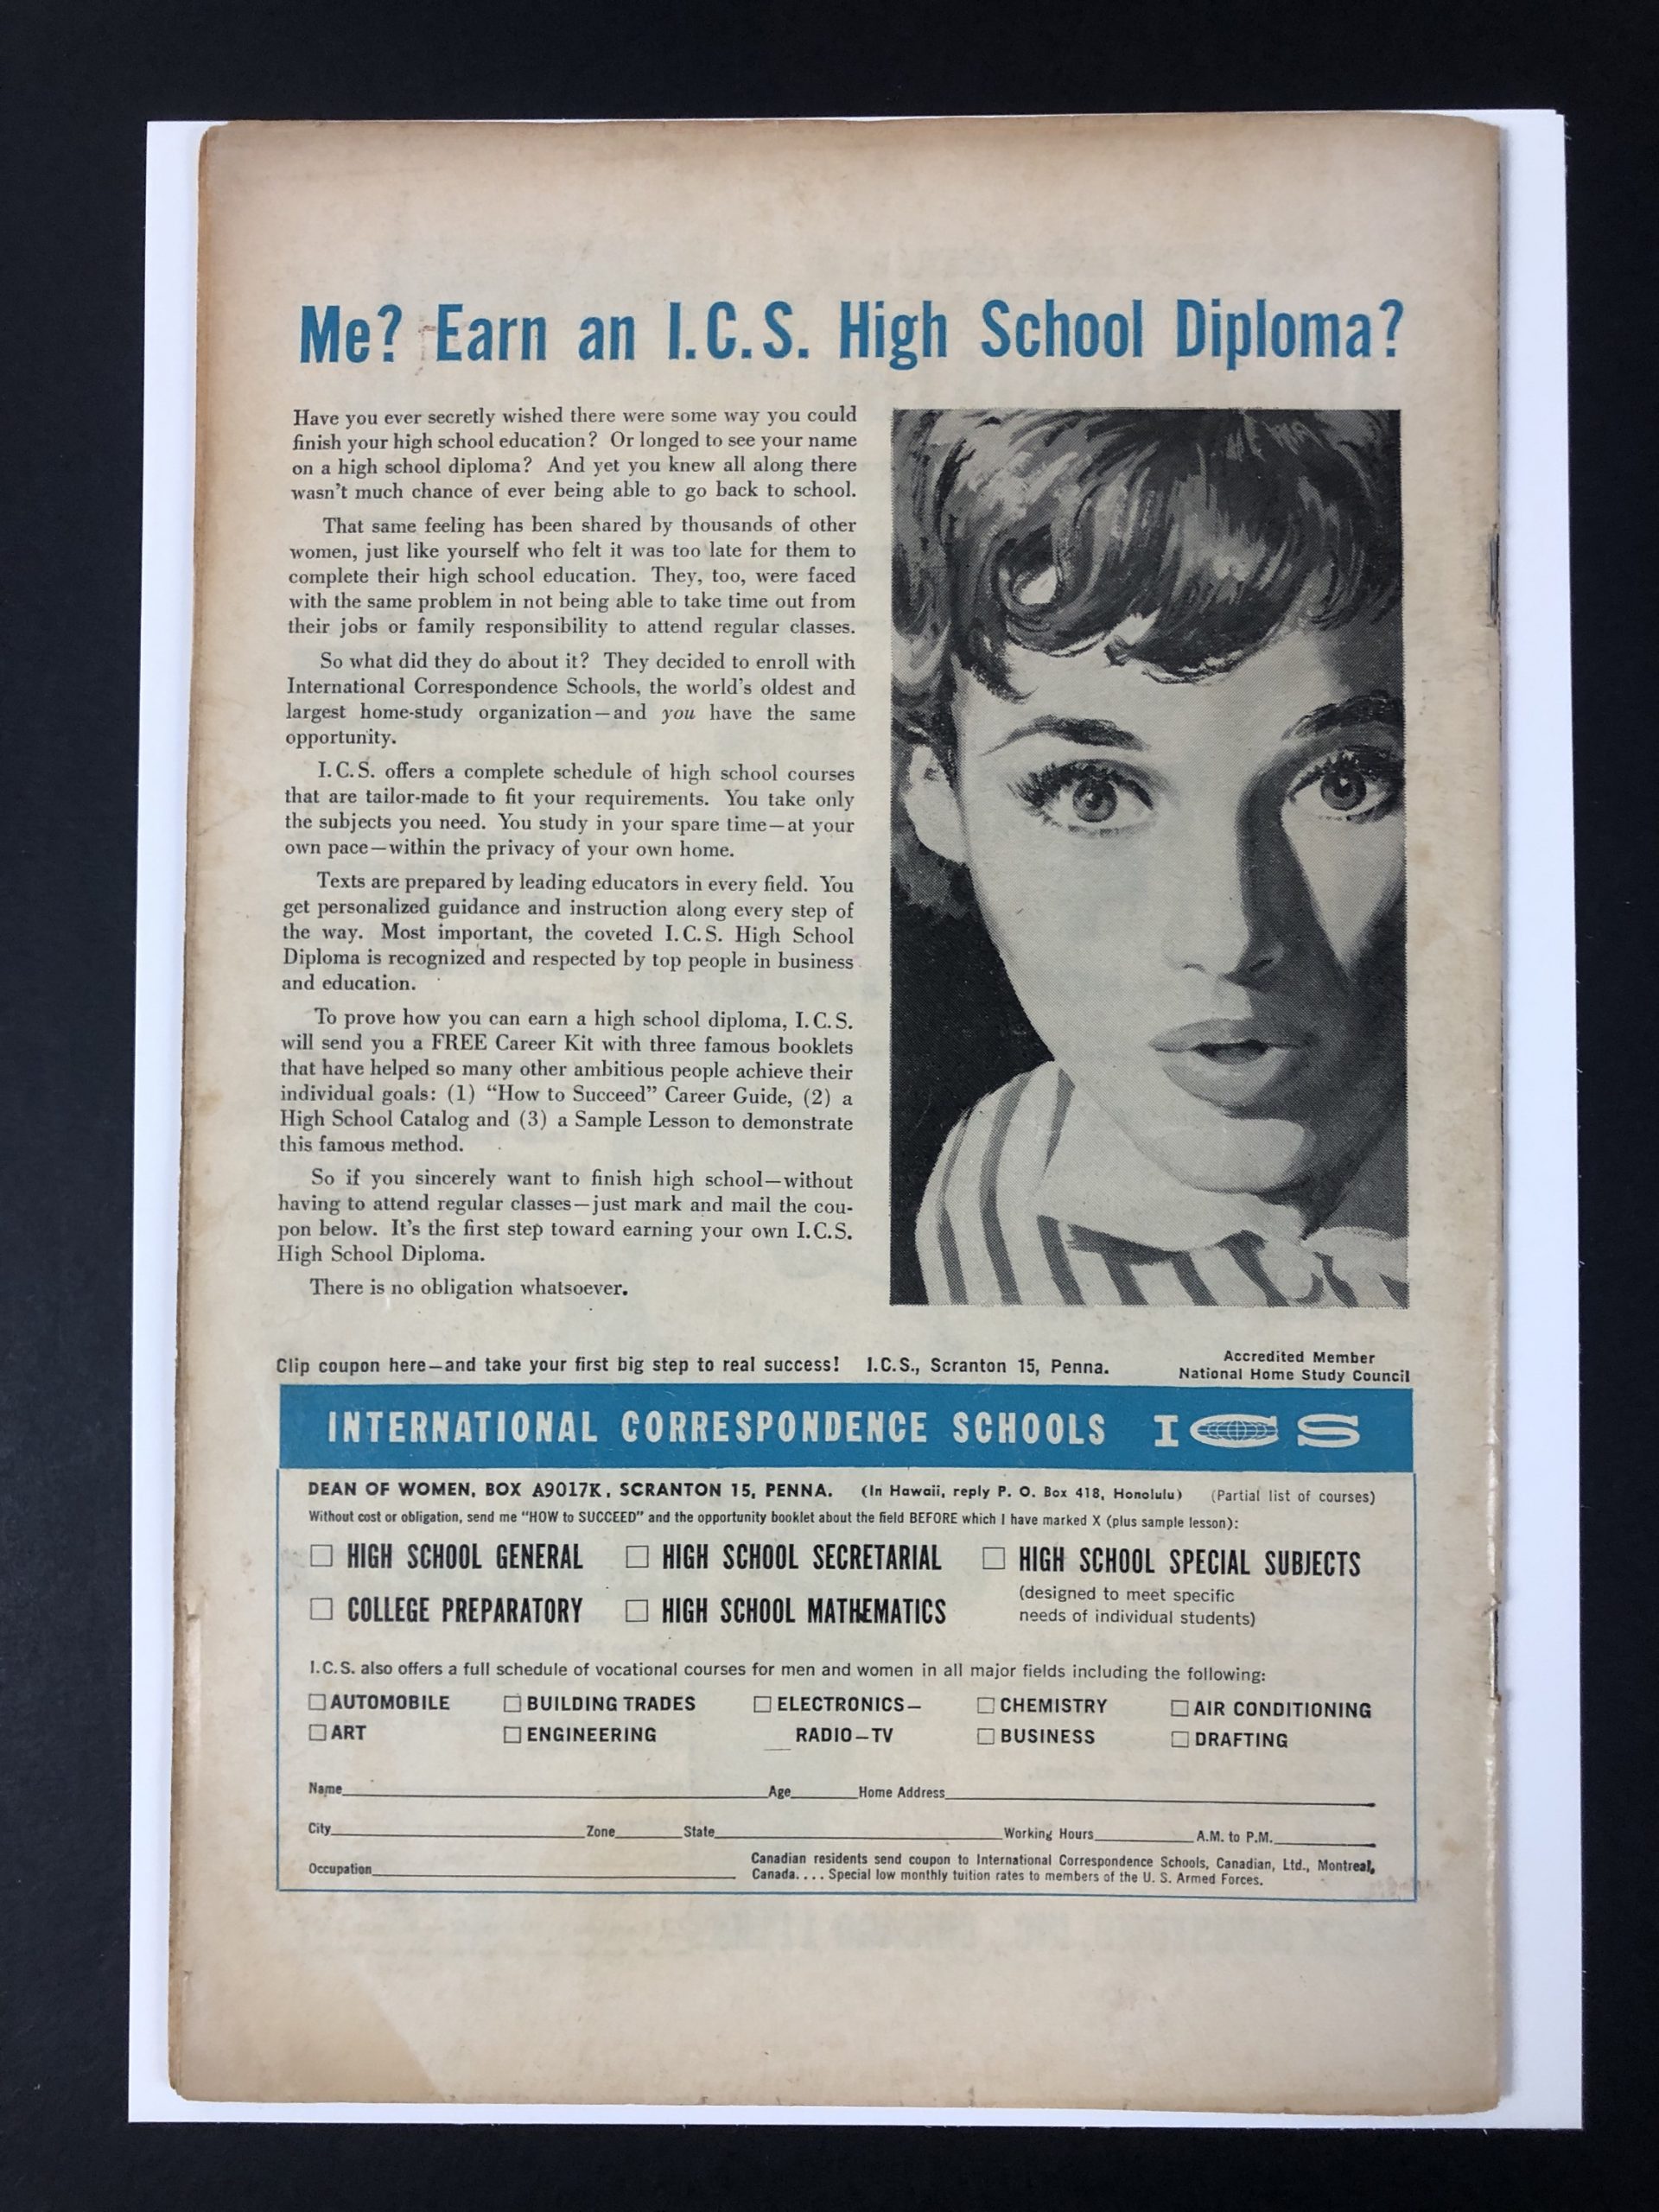 Me? Earn an I.C.S. High School Diploma?
Have you ever secretly wished there were some way you could
finish your high school education? Or longed to see your name
on a high school diploma? And yet you knew all along there
wasn't much chance of ever being able to go back to school.
That same feeling has been shared by thousands of other
women, just like yourself who felt it was too late for them to
complete their high school education. They, too, were faced
with the same problem in not being able to take time out from
their jobs or family responsibility to attend regular classes.
So what did they do about it? They decided to enroll with
International Correspondence Schools, the world's oldest and
largest home-study organization—and you have the same
opportunity.
I.C.S. offers a complete schedule of high school courses
that are tailor-made to fit your requirements. You take only
the subjects you need. You study in your spare time—at your
own pace—within the privacy of your own home.
Texts are prepared by leading educators in every field. You
get personalized guidance and instruction along every step of
the way. Most important, the coveted I.C.S. High School
Diploma is recognized and respected by top people in business
and education.
To prove how you can earn a high school diploma, I.C.S.
will send you a FREE Career Kit with three famous booklets
that have helped so many other ambitious people achieve their
individual goals: (1) "How to Succeed" Career Guide, (2) a
High School Catalog and (3) a Sample Lesson to demonstrate
this famous method.
So if you sincerely want to finish high school—without
having to attend regular classes—just mark and mail the cou-
pon below. It's the first step toward earning your own I.C.S.
High School Diploma.
There is no obligation whatsoever.
Clip coupon here—and take your first big step to real success! I.C.S., Scranton 15, Penna.
Accredited Member
National Home Study Council
INTERNATIONAL CORRESPONDENCE SCHOOLS ICS
DEAN OF WOMEN, BOX A9017K, SCRANTON 15, PENNA. (In Hawaii, reply P. O. Box 418, Honolulu) (Partial list of courses)
Without cost or obligation, send me "HOW to SUCCEED" and the opportunity booklet about the field BEFORE which I have marked X (plus sample lesson):
☐ HIGH SCHOOL GENERAL ☐ HIGH SCHOOL SECRETARIAL ☐ HIGH SCHOOL SPECIAL SUBJECTS
(designed to meet specific
☐ COLLEGE PREPARATORY ☐ HIGH SCHOOL MATHEMATICS needs of individual students)
I.C.S. also offers a full schedule of vocational courses for men and women in all major fields including the following:
☐ AUTOMOBILE ☐ BUILDING TRADES ☐ ELECTRONICS— ☐ CHEMISTRY ☐ AIR CONDITIONING
☐ ART ☐ ENGINEERING RADIO—TV ☐ BUSINESS ☐ DRAFTING
Name Age Home Address
City Zone State Working Hours A.M. to P.M.
Occupation
Canadian residents send coupon to International Correspondence Schools, Canadian, Ltd., Montreal,
Canada.... Special low monthly tuition rates to members of the U. S. Armed Forces.